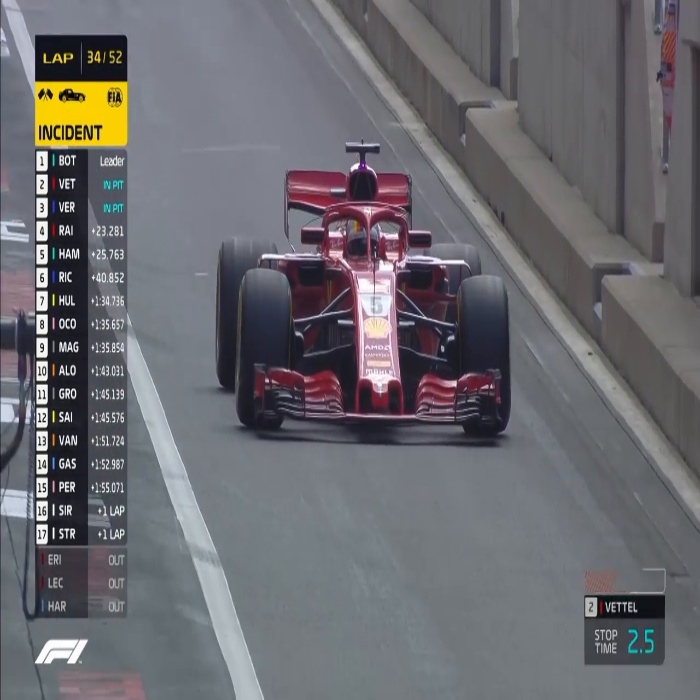 LAP 34/52
FIA
INCIDENT
1 BOT Leader
2 VET IN PIT
3 VER IN PIT
4 RAI +23.281
5 HAM +25.763
6 RIC +40.852
7 HUL +1:34.736
8 OCO +1:35.657
9 MAG +1:35.854
10 ALO +1:43.031
11 GRO +1:45.139
12 SAI +1:45.576
13 VAN +1:51.724
14 GAS +1:52.987
15 PER +1:55.071
16 SIR +1 LAP
17 STR +1 LAP
ERI OUT
LEC OUT
HAR OUT
F1
5
AMD
mahle
2 VETTEL
STOP TIME 2.5